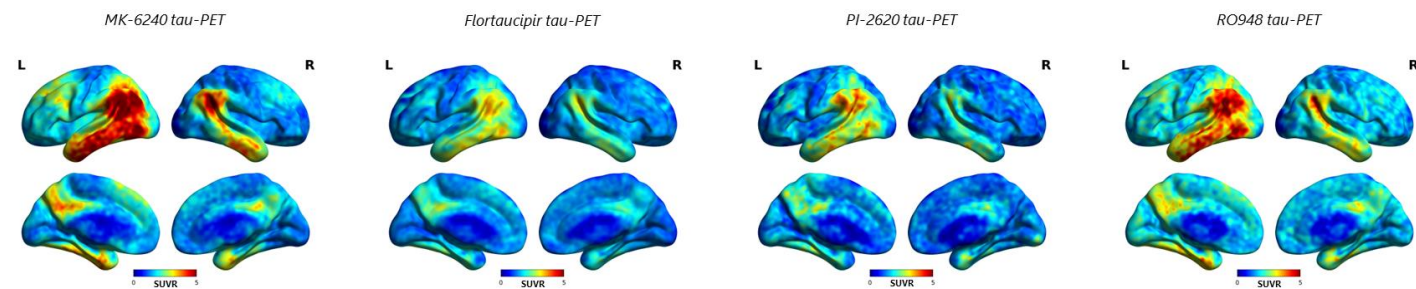 MK-6240 tau-PET
Flortaucipir tau-PET
PI-2620 tau-PET
RO948 tau-PET
L R L R L R L R
0 SUVR 5 0 SUVR 5 0 SUVR 5 0 SUVR 5